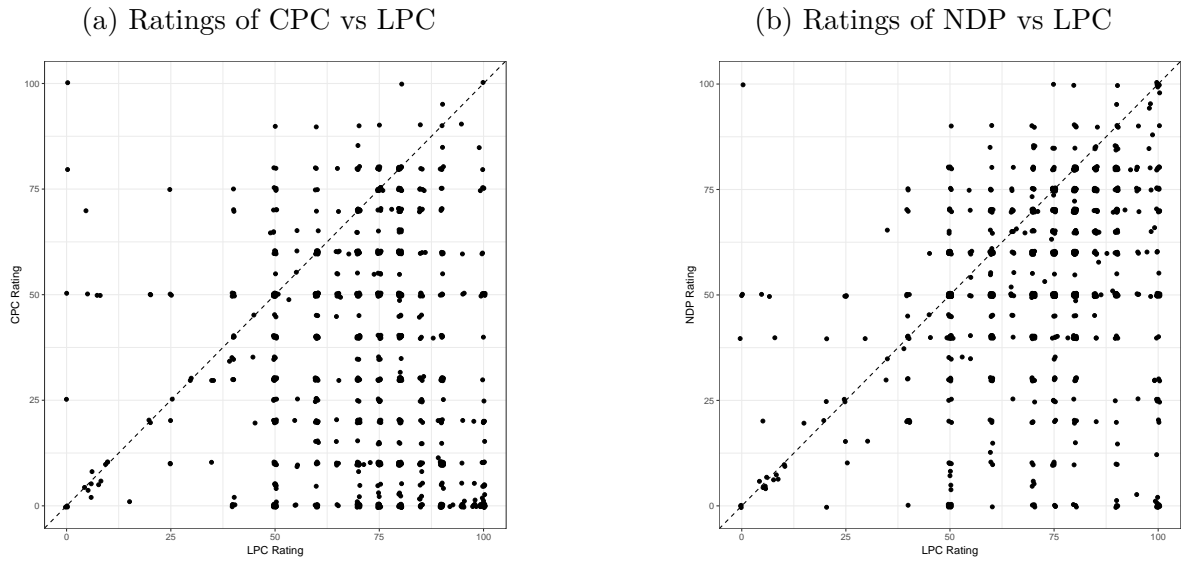 (a) Ratings of CPC vs LPC
100
75
50
25
0
CPC Rating
0 25 50 75 100
LPC Rating
(b) Ratings of NDP vs LPC
100
75
50
25
0
NDP Rating
0 25 50 75 100
LPC Rating